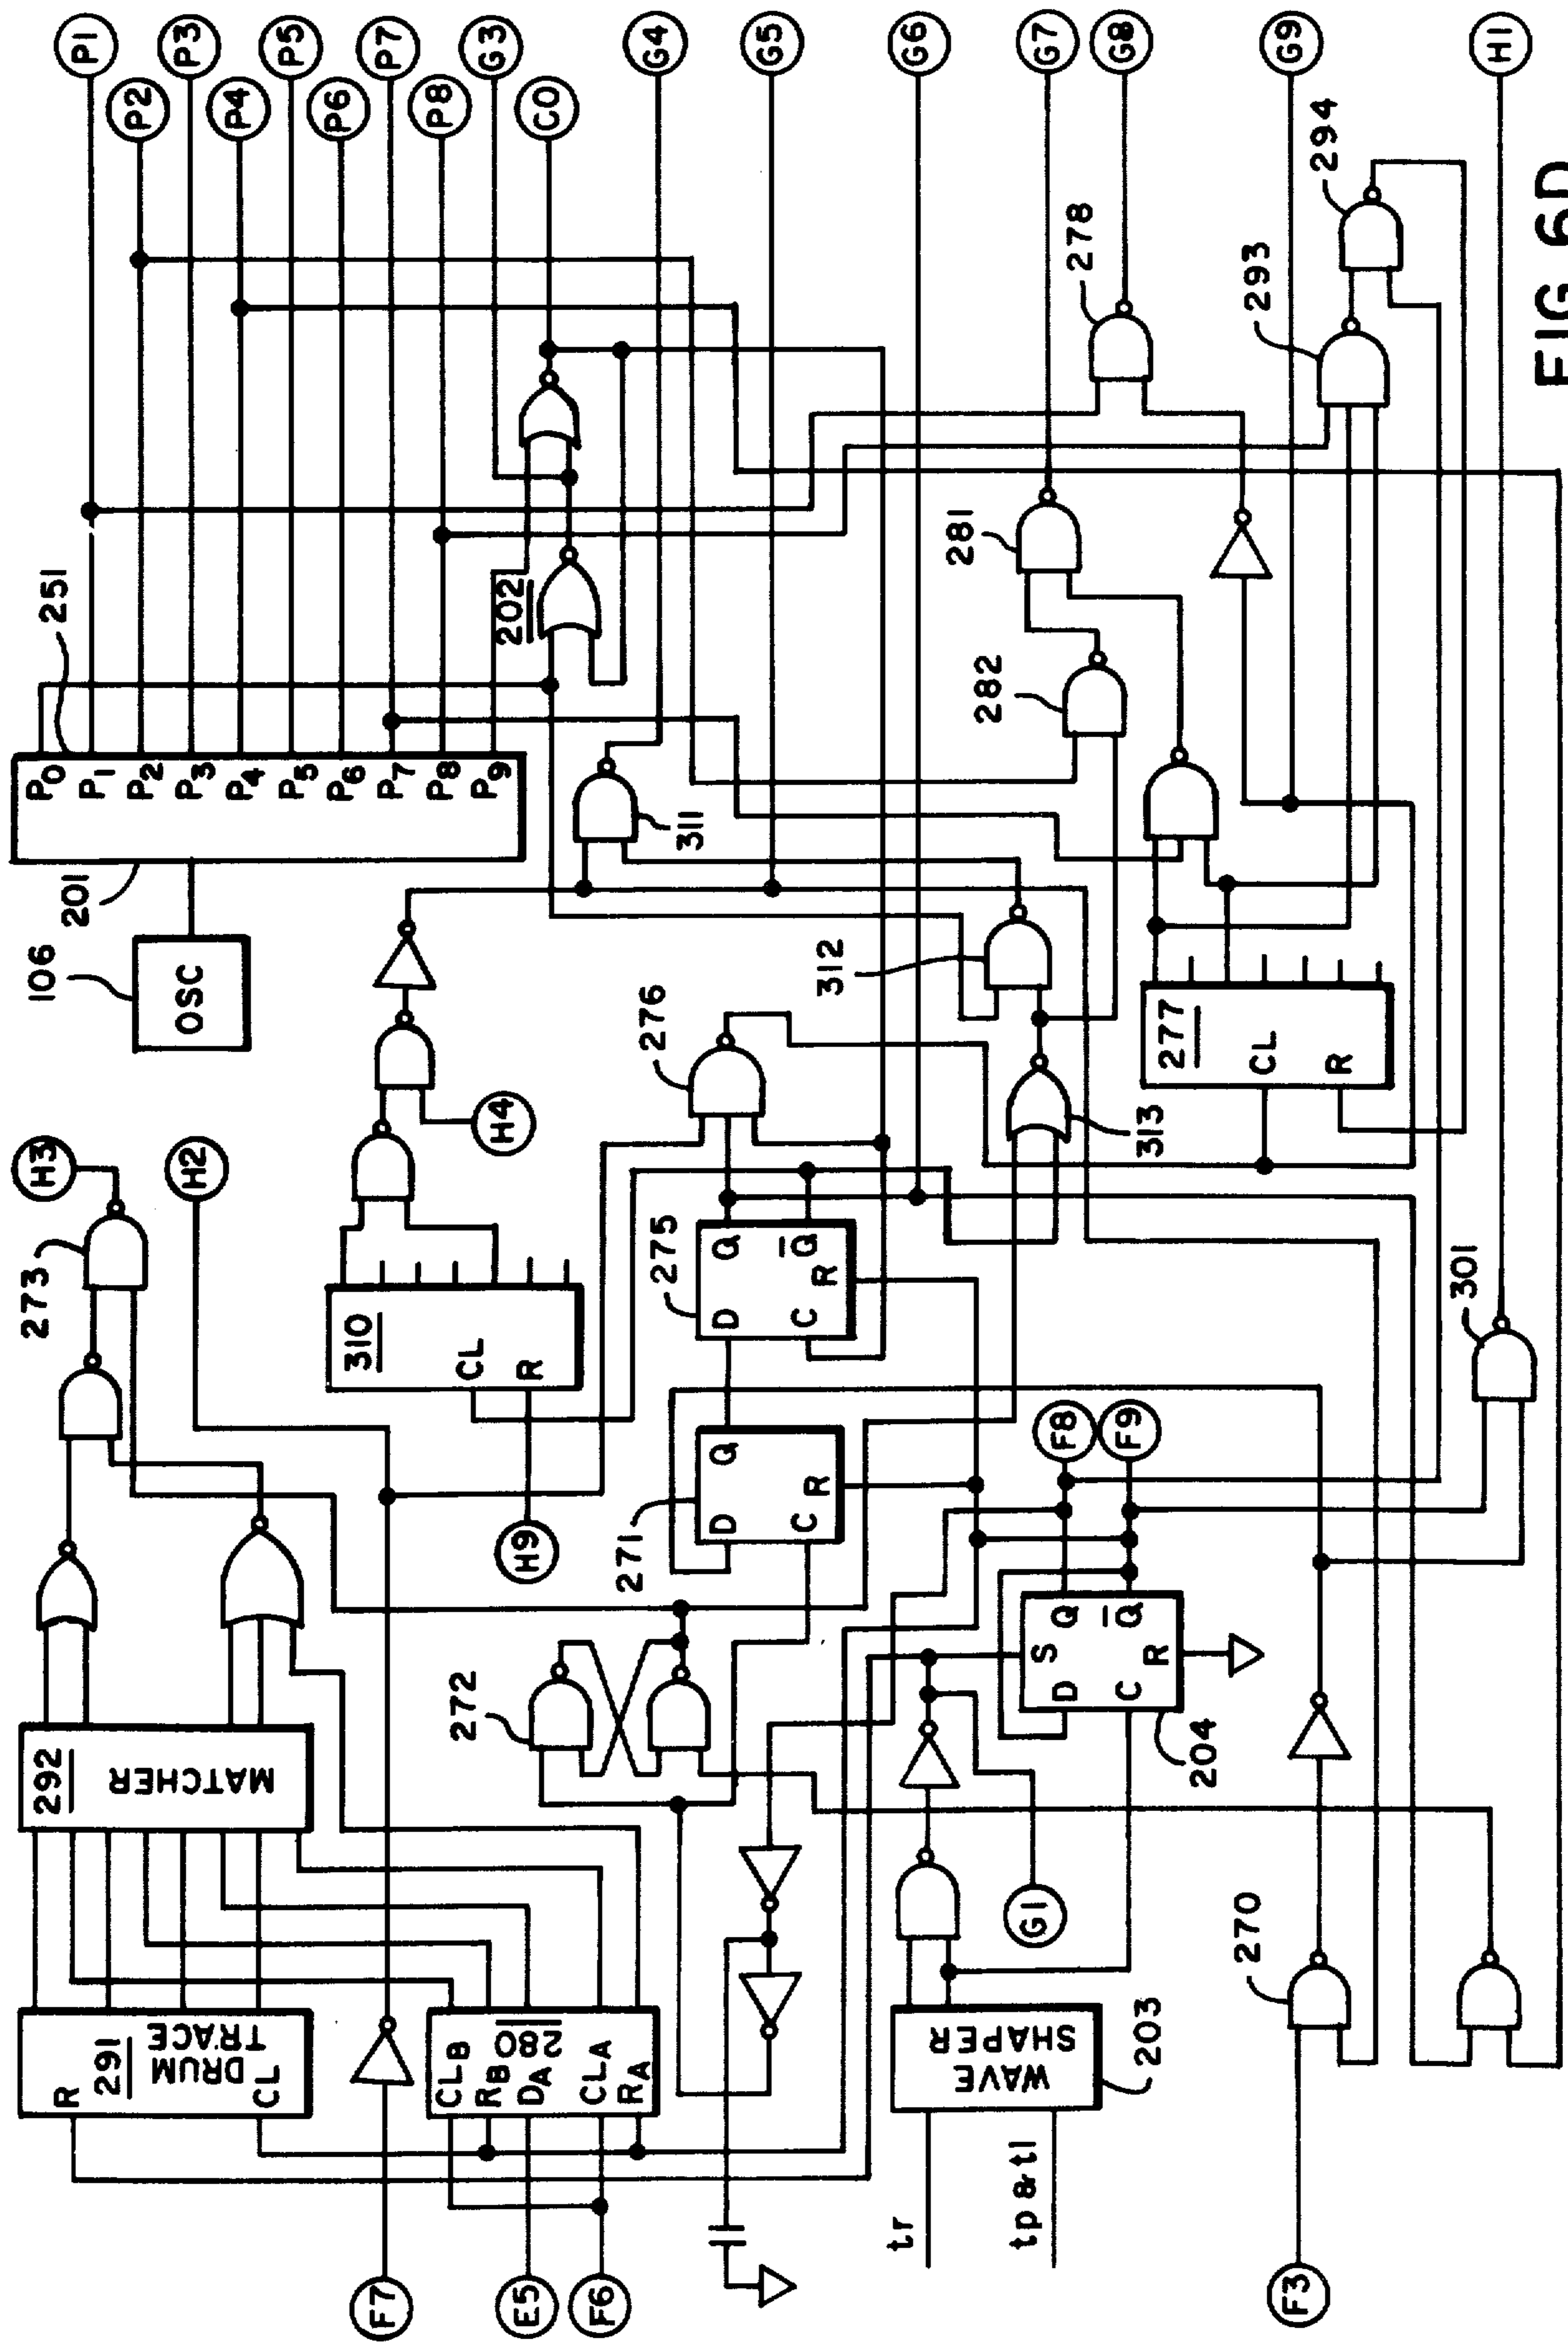 P1
P2
P3
P4
P5
P6
P7
P8
G3
C0
G4
G5
G6
G7
G8
G9
H1
251
P0
P1
P2
P3
P4
P5
P6
P7
P8
P9
201
106
OSC
202
311
278
281
282
293
294
H3
H2
273
H4
310
CL
R
H9
276
312
313
277
CL
R
275
D
Q
Q
C
R
271
D
Q
C
R
272
292
MATCHER
291
DRUM
TRACE
R
CL
280
CLB
RB
DA
CLA
RA
F7
E5
F6
F8
F9
S
D
Q
Q
C
R
204
G1
WAVE
SHAPER
203
tr
tp & tl
270
F3
301
FIG 6D